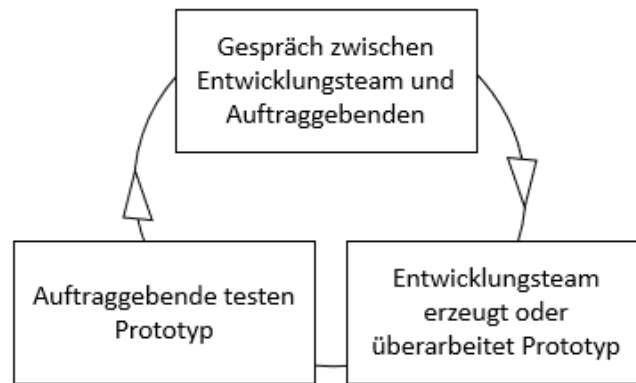 Gespräch zwischen
Entwicklungsteam und
Auftraggebenden
Auftraggebende testen
Prototyp
Entwicklungsteam
erzeugt oder
überarbeitet Prototyp